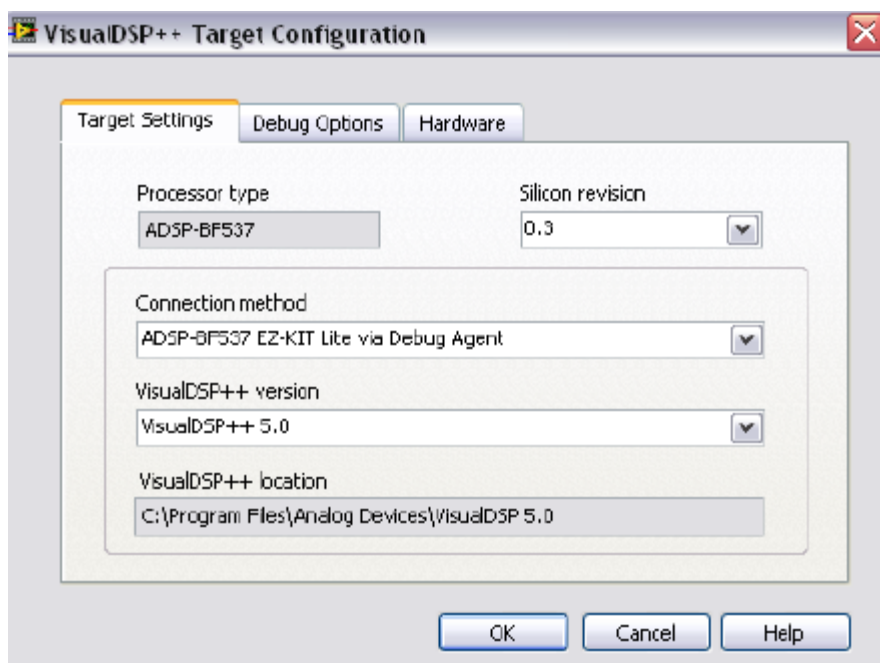 VisualDSP++ Target Configuration
Target Settings Debug Options Hardware
Processor type Silicon revision
ADSP-BF537 0.3
Connection method
ADSP-BF537 EZ-KIT Lite via Debug Agent
VisualDSP++ version
VisualDSP++ 5.0
VisualDSP++ location
C:\Program Files\Analog Devices\VisualDSP 5.0
OK Cancel Help